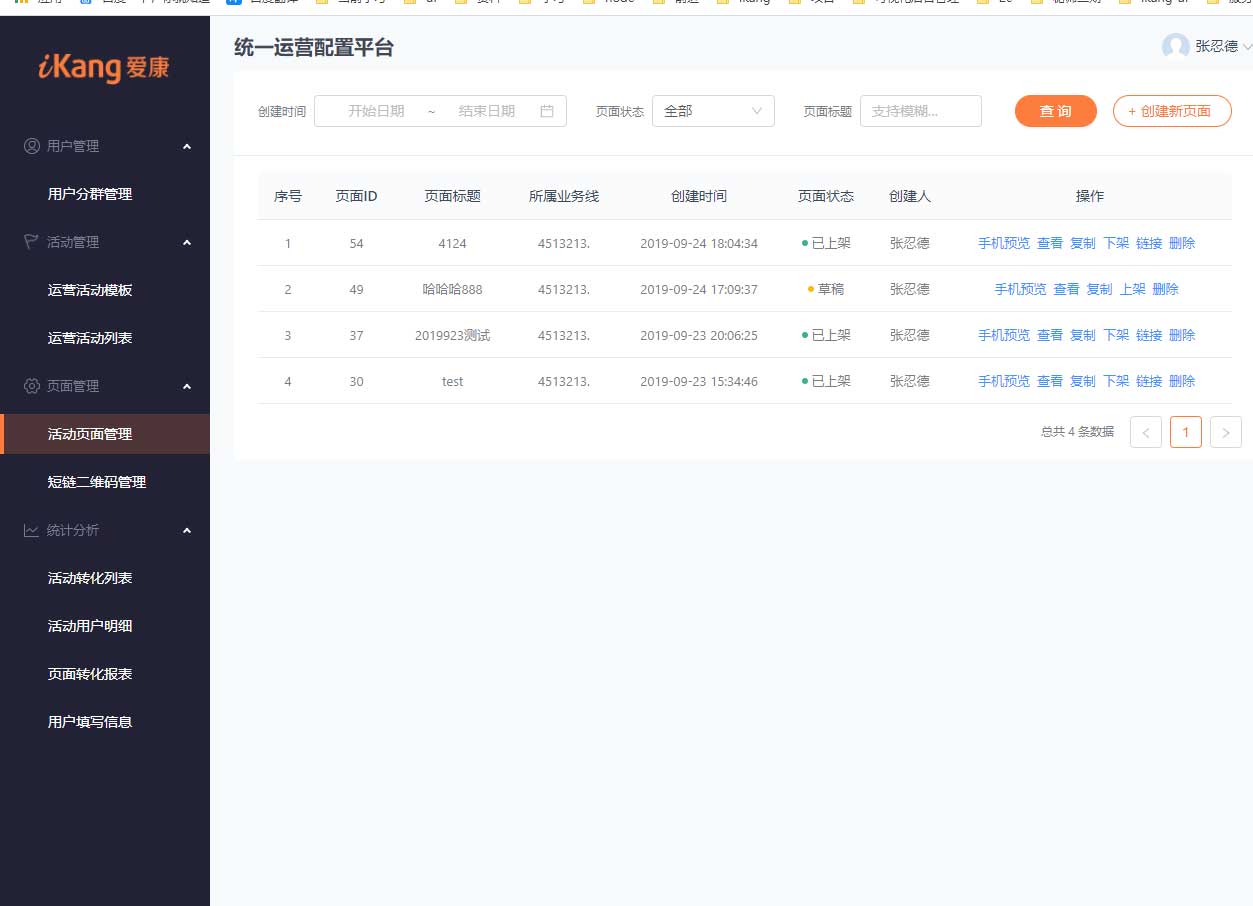 统一运营配置平台
张忍德
iKang 爱康
用户管理
用户分群管理
活动管理
运营活动模板
运营活动列表
页面管理
活动页面管理
短链二维码管理
统计分析
活动转化列表
活动用户明细
页面转化报表
用户填写信息
创建时间 开始日期 ~ 结束日期 页面状态 全部 页面标题 支持模糊... 查 询 + 创建新页面
序号 页面ID 页面标题 所属业务线 创建时间 页面状态 创建人 操作
1 54 4124 4513213. 2019-09-24 18:04:34 已上架 张忍德 手机预览 查看 复制 下架 链接 删除
2 49 哈哈哈888 4513213. 2019-09-24 17:09:37 草稿 张忍德 手机预览 查看 复制 上架 删除
3 37 2019923测试 4513213. 2019-09-23 20:06:25 已上架 张忍德 手机预览 查看 复制 下架 链接 删除
4 30 test 4513213. 2019-09-23 15:34:46 已上架 张忍德 手机预览 查看 复制 下架 链接 删除
总共 4 条数据 < 1 >